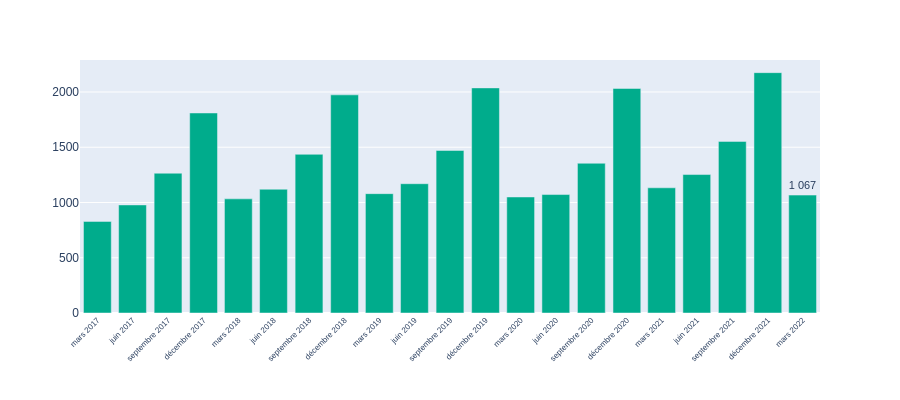 2000
1500
1000
500
0
1 067
mars 2017
juin 2017
septembre 2017
décembre 2017
mars 2018
juin 2018
septembre 2018
décembre 2018
mars 2019
juin 2019
septembre 2019
décembre 2019
mars 2020
juin 2020
septembre 2020
décembre 2020
mars 2021
juin 2021
septembre 2021
décembre 2021
mars 2022